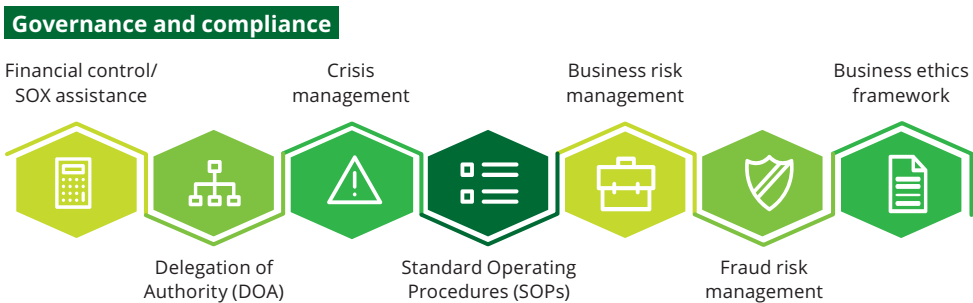 Governance and compliance
Financial control/
SOX assistance
Crisis
management
Business risk
management
Business ethics
framework
Delegation of
Authority (DOA)
Standard Operating
Procedures (SOPs)
Fraud risk
management